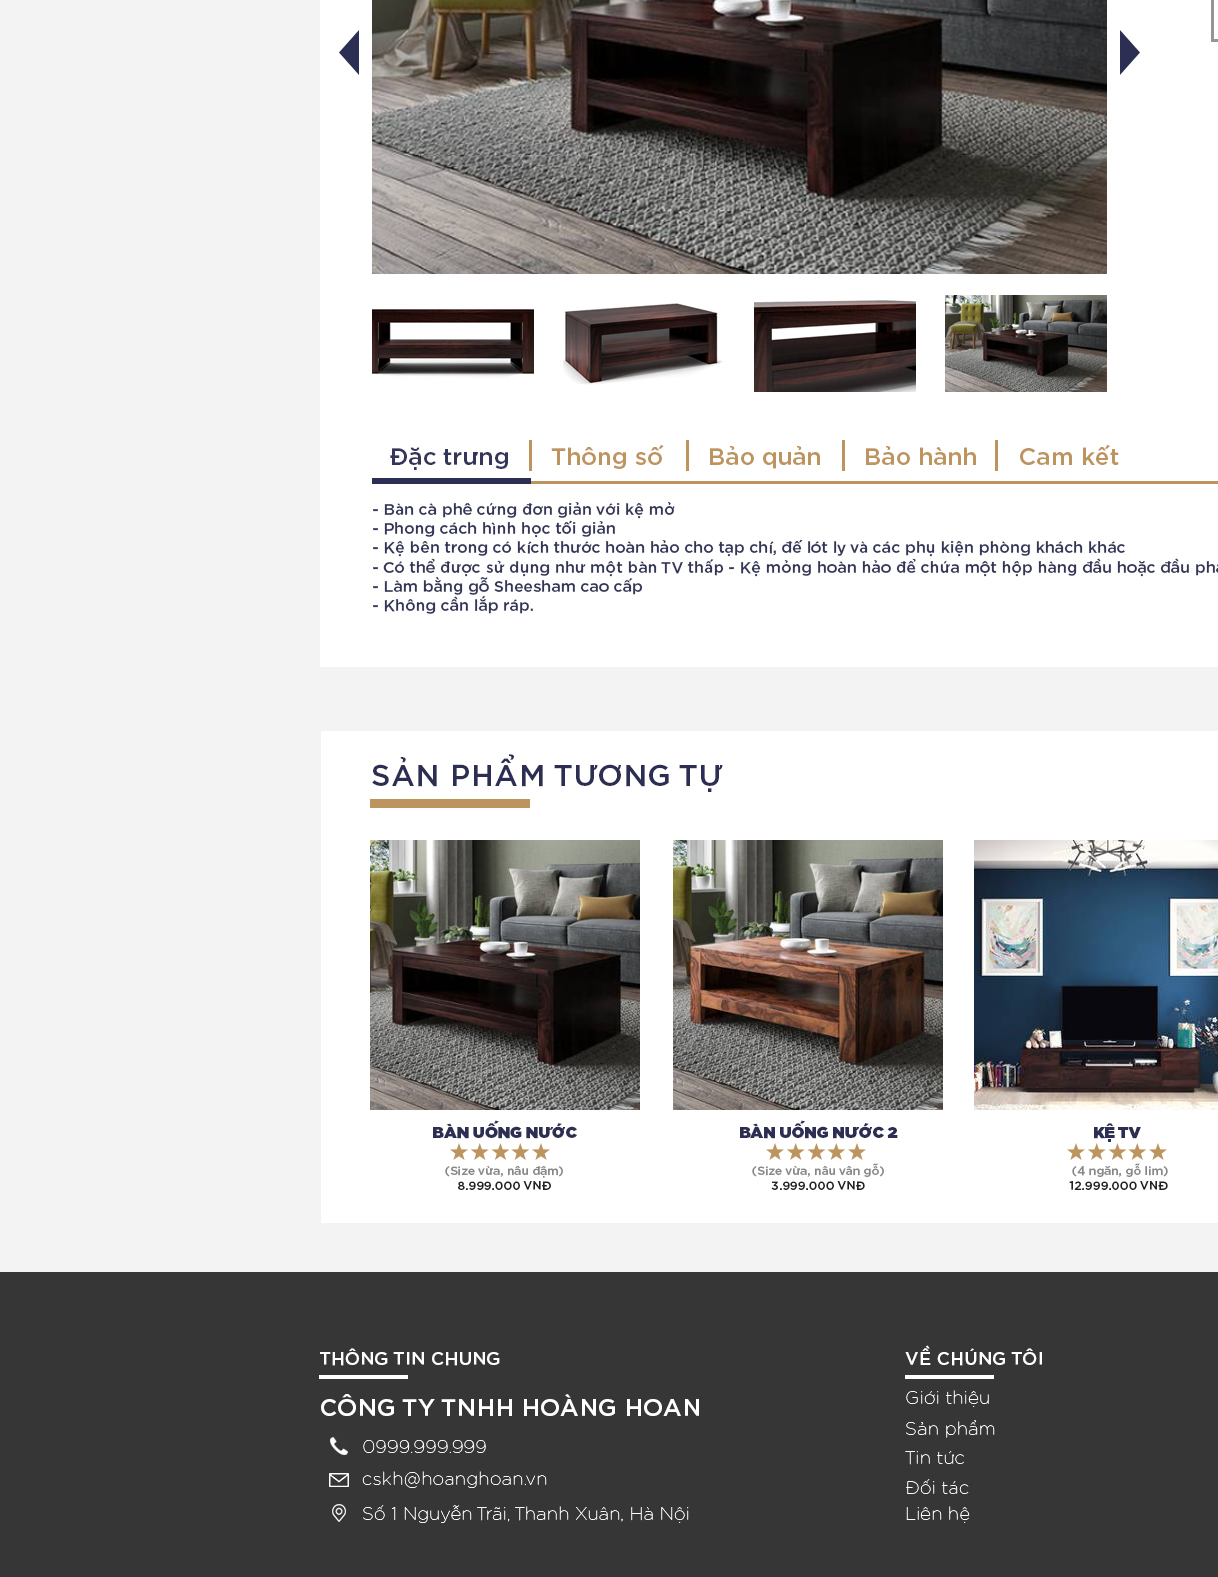 Đặc trưng
Thông số
Bảo quản
Bảo hành
Cam kết
- Bàn cà phê cứng đơn giản với kệ mở
- Phong cách hình học tối giản
- Kệ bên trong có kích thước hoàn hảo cho tạp chí, đế lót ly và các phụ kiện phòng khách khác
- Có thể được sử dụng như một bàn TV thấp - Kệ mỏng hoàn hảo để chứa một hộp hàng đầu hoặc đầu
- Làm bằng gỗ Sheesham cao cấp
- Không cần lắp ráp.
SẢN PHẨM TƯƠNG TỰ
BÀN UỐNG NƯỚC
(Size vừa, nâu đậm)
8.999.000 VNĐ
BÀN UỐNG NƯỚC 2
(Size vừa, nâu vân gỗ)
3.999.000 VNĐ
KỆ TV
(4 ngăn, gỗ lim)
12.999.000 VNĐ
THÔNG TIN CHUNG
CÔNG TY TNHH HOÀNG HOAN
0999.999.999
cskh@hoanghoan.vn
Số 1 Nguyễn Trãi, Thanh Xuân, Hà Nội
VỀ CHÚNG TÔI
Giới thiệu
Sản phẩm
Tin tức
Đối tác
Liên hệ